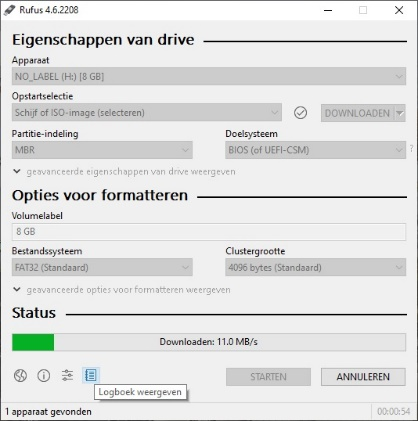 Rufus 4.6.2208
Eigenschappen van drive
Apparaat
NO_LABEL (H:) [8 GB]
Opstartselectie
Schijf of ISO-image (selecteren)
DOWNLOADEN
Partitie-indeling
Doelsysteem
MBR
BIOS (of UEFI-CSM)
?
geavanceerde eigenschappen van drive weergeven
Opties voor formatteren
Volumelabel
8 GB
Bestandssysteem
Clustergrootte
FAT32 (Standaard)
4096 bytes (Standaard)
geavanceerde opties voor formatteren weergeven
Status
Downloaden: 11.0 MB/s
STARTEN
ANNULEREN
Logboek weergeven
1 apparaat gevonden
00:00:54